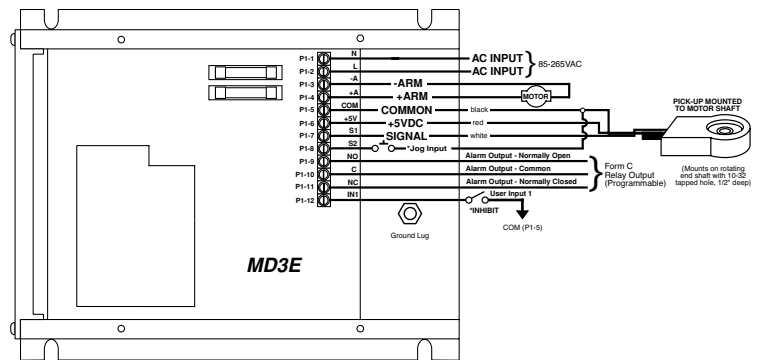 P1-1 N AC INPUT
P1-2 L AC INPUT
85-265VAC
P1-3 -A -ARM
P1-4 +A +ARM
MOTOR
P1-5 COM COMMON black
P1-6 +5V +5VDC red
P1-7 S1 SIGNAL white
P1-8 S2 *Jog Input
P1-9 NO Alarm Output - Normally Open
P1-10 C Alarm Output - Common
P1-11 NC Alarm Output - Normally Closed
P1-12 IN1 User Input 1
*INHIBIT
COM (P1-5)
Form C
Relay Output
(Programmable)
PICK-UP MOUNTED
TO MOTOR SHAFT
(Mounts on rotating
end shaft with 10-32
tapped hole, 1/2" deep)
Ground Lug
MD3E